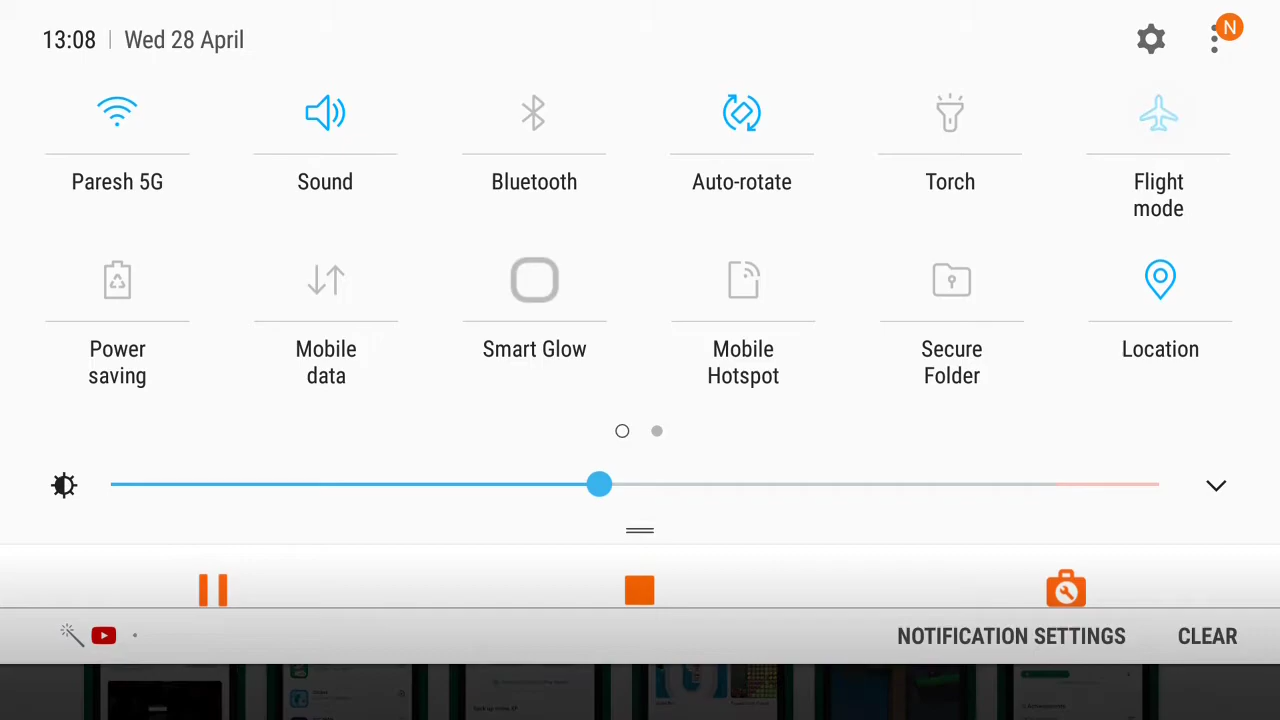 13:08 | Wed 28 April
N
Paresh 5G
Sound
Bluetooth
Auto-rotate
Torch
Flight
mode
Power
saving
Mobile
data
Smart Glow
Mobile
Hotspot
Secure
Folder
Location
NOTIFICATION SETTINGS
CLEAR